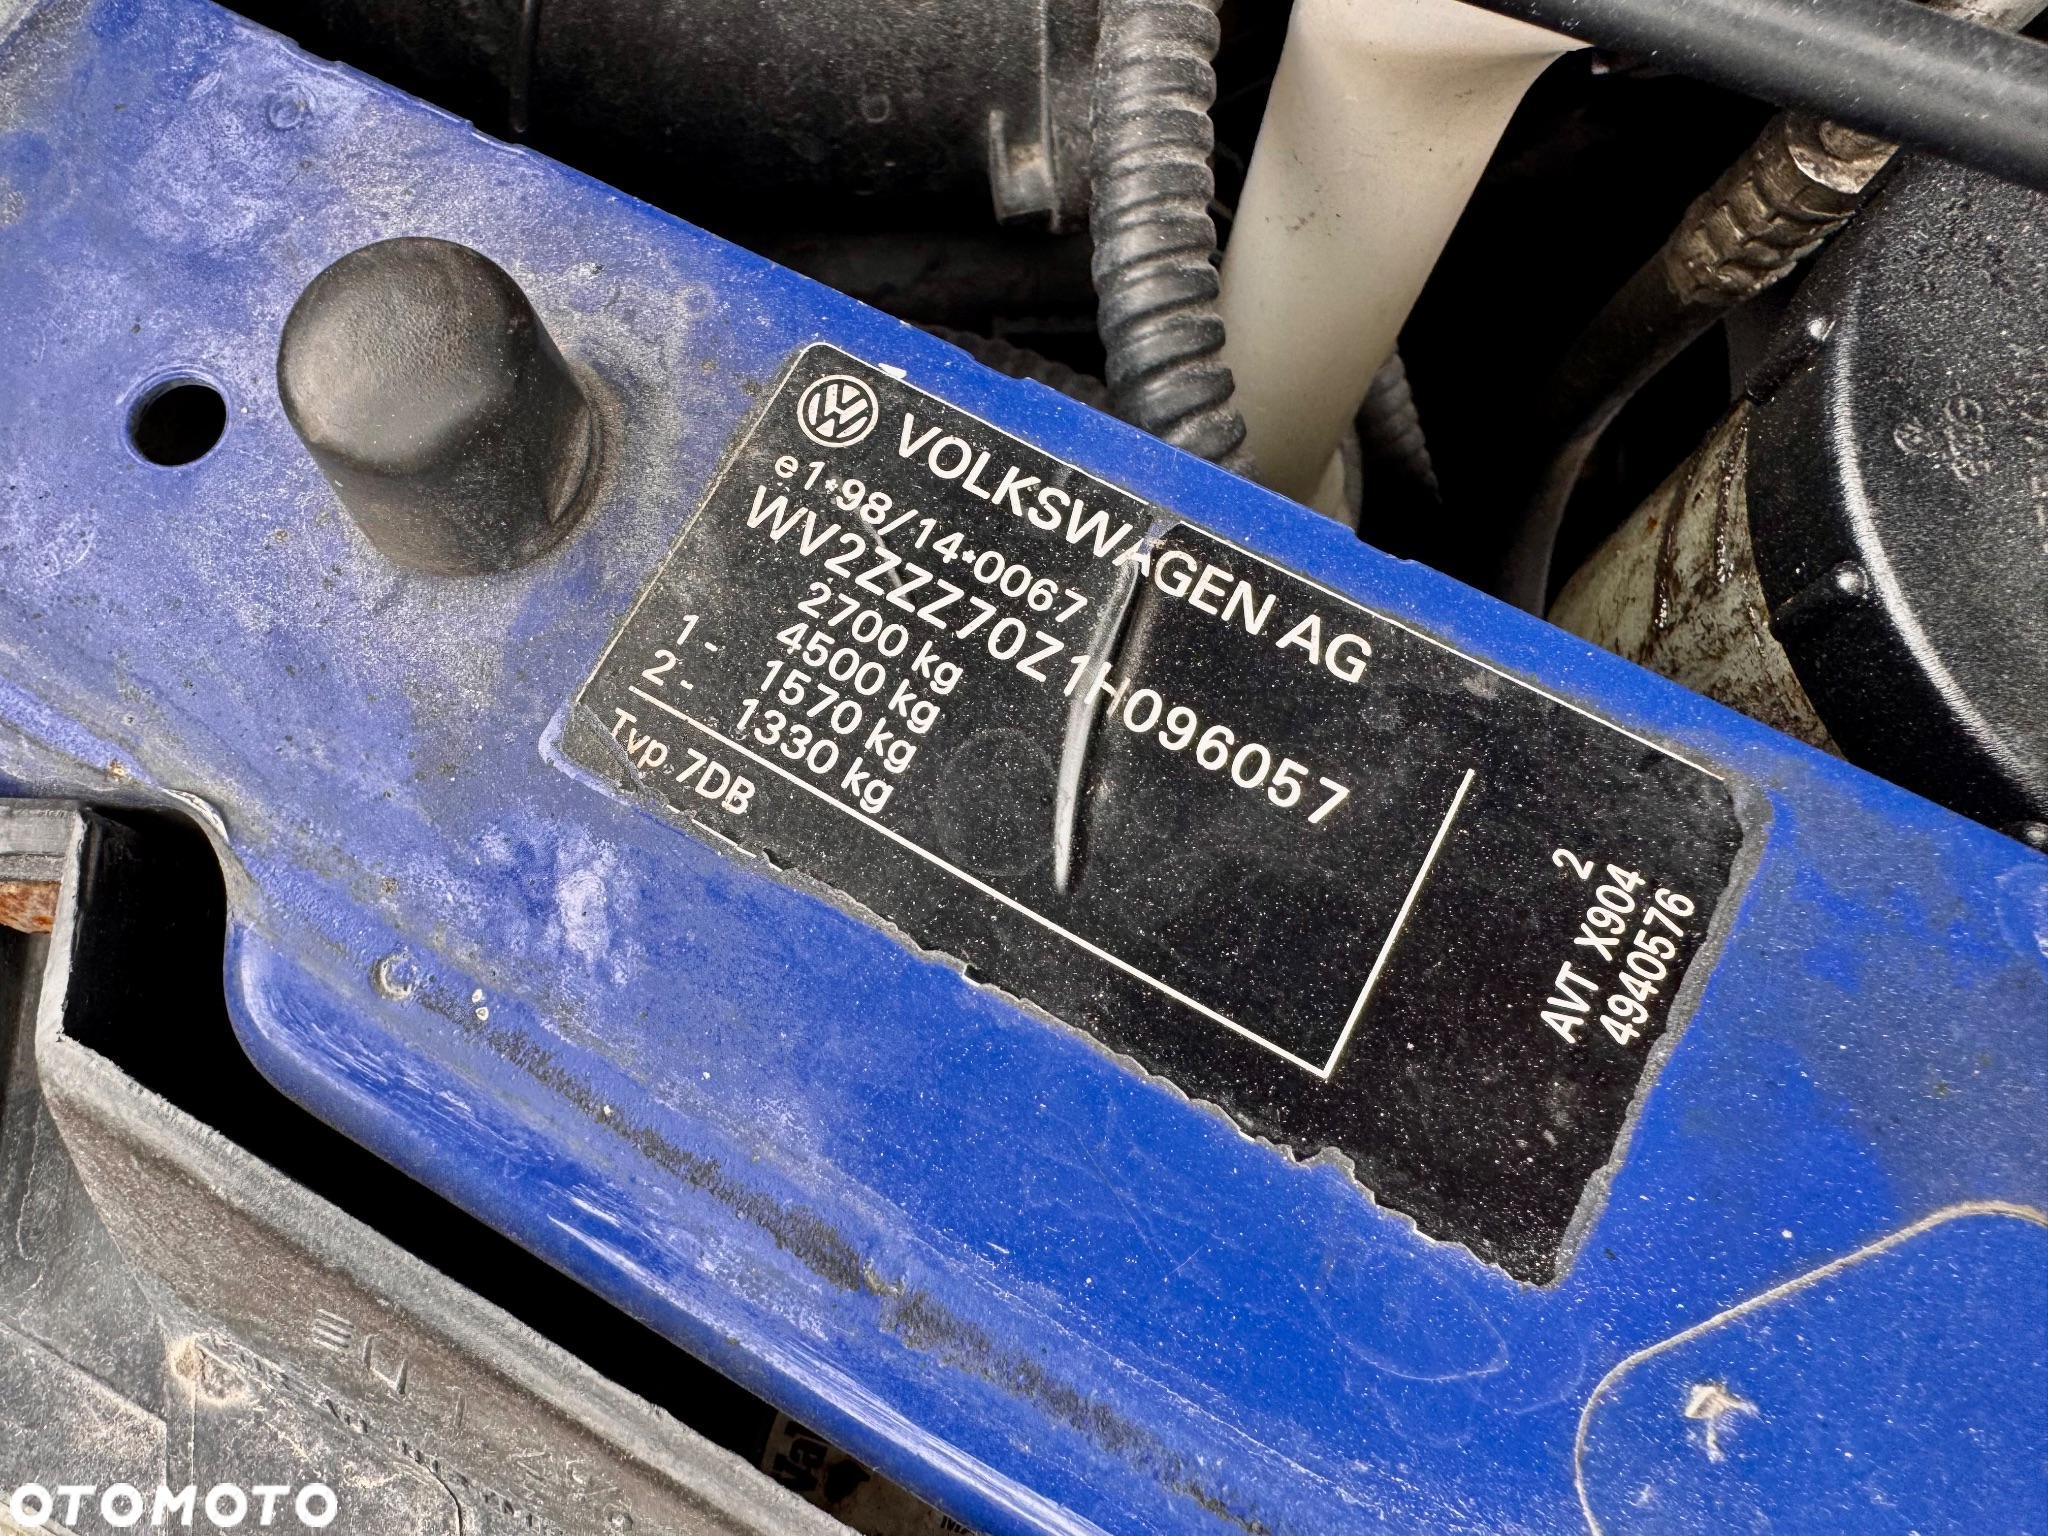 VOLKSWAGEN AG
e1*98/14*0067
WV2ZZZ70Z1H096057
2700 kg
4500 kg
1 - 1570 kg
2 - 1330 kg
Typ 7DB
2
AVT X904
4940576
OTOMOTO